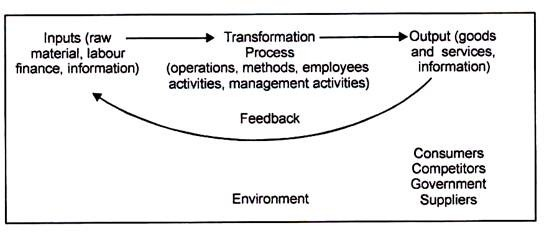 Inputs (raw
material, labour
finance, information)
Transformation
Process
(operations, methods, employees
activities, management activities)
Output (goods
and services,
information)
Feedback
Consumers
Competitors
Government
Suppliers
Environment